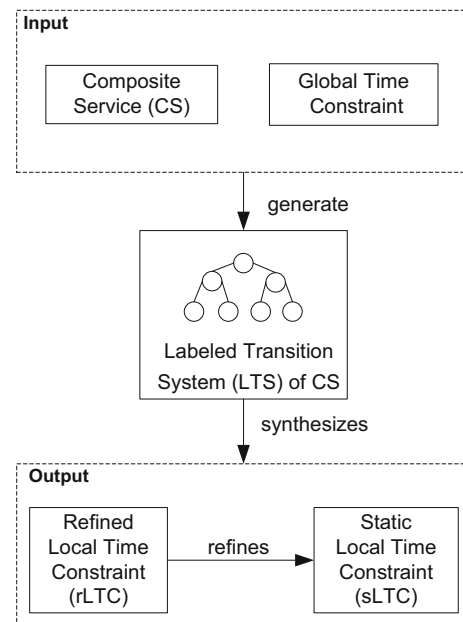 Input
Composite
Service (CS)
Global Time
Constraint
generate
Labeled Transition
System (LTS) of CS
synthesizes
Output
Refined
Local Time
Constraint
(rLTC)
refines
Static
Local Time
Constraint
(sLTC)